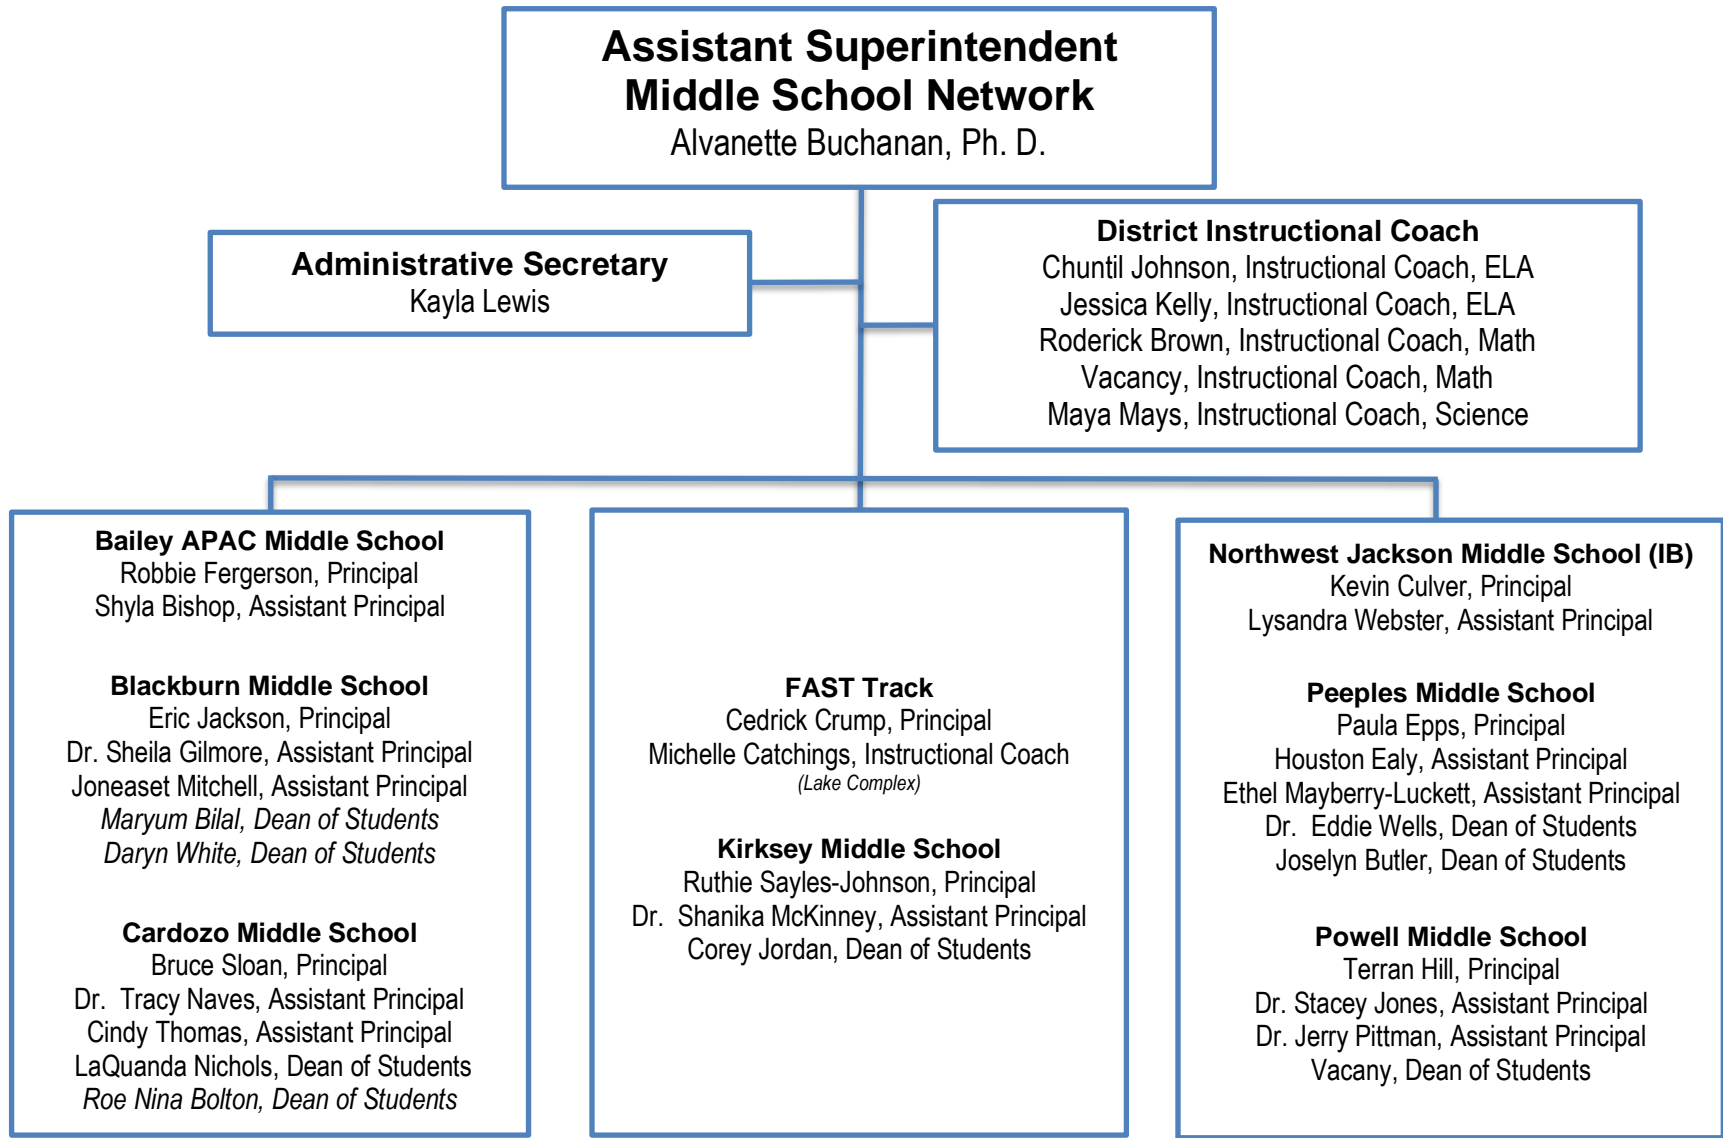 Assistant Superintendent
Middle School Network
Alvanette Buchanan, Ph. D.
Administrative Secretary
Kayla Lewis
District Instructional Coach
Chuntil Johnson, Instructional Coach, ELA
Jessica Kelly, Instructional Coach, ELA
Roderick Brown, Instructional Coach, Math
Vacancy, Instructional Coach, Math
Maya Mays, Instructional Coach, Science
Bailey APAC Middle School
Robbie Fergerson, Principal
Shyla Bishop, Assistant Principal
Blackburn Middle School
Eric Jackson, Principal
Dr. Sheila Gilmore, Assistant Principal
Joneaset Mitchell, Assistant Principal
Maryum Bilal, Dean of Students
Daryn White, Dean of Students
Cardozo Middle School
Bruce Sloan, Principal
Dr.  Tracy Naves, Assistant Principal
Cindy Thomas, Assistant Principal
LaQuanda Nichols, Dean of Students
Roe Nina Bolton, Dean of Students
FAST Track
Cedrick Crump, Principal
Michelle Catchings, Instructional Coach
(Lake Complex)
Kirksey Middle School
Ruthie Sayles-Johnson, Principal
Dr.  Shanika McKinney, Assistant Principal
Corey Jordan, Dean of Students
Northwest Jackson Middle School (IB)
Kevin Culver, Principal
Lysandra Webster, Assistant Principal
Peeples Middle School
Paula Epps, Principal
Houston Ealy, Assistant Principal
Ethel Mayberry-Luckett, Assistant Principal
Dr.  Eddie Wells, Dean of Students
Joselyn Butler, Dean of Students
Powell Middle School
Terran Hill, Principal
Dr. Stacey Jones, Assistant Principal
Dr. Jerry Pittman, Assistant Principal
Vacany, Dean of Students